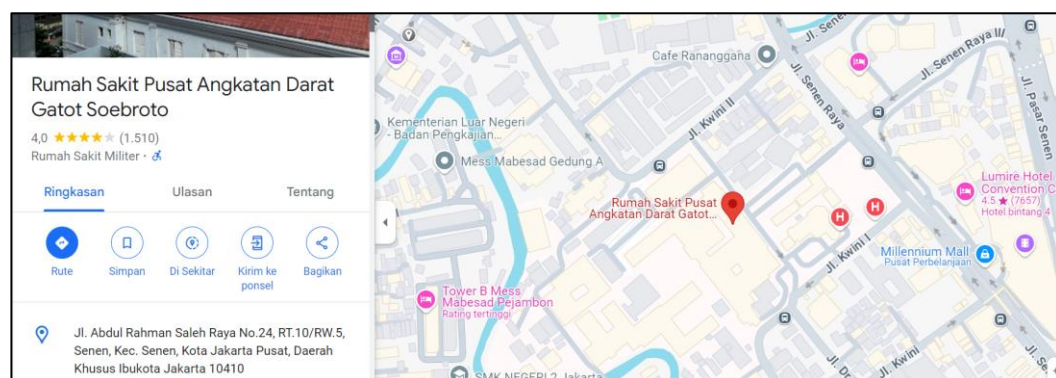 Rumah Sakit Pusat Angkatan Darat
Gatot Soebroto
4,0 (1.510)
Rumah Sakit Militer
Ringkasan
Ulasan
Tentang
Rute
Simpan
Di Sekitar
Kirim ke
ponsel
Bagikan
Jl. Abdul Rahman Saleh Raya No.24, RT.10/RW.5,
Senen, Kec. Senen, Kota Jakarta Pusat, Daerah
Khusus Ibukota Jakarta 10410
Cafe Rananggana
Jl. Senen Raya
Jl. Senen Raya III
Jl. Pasar Senen
Jl. Kwini II
Kementerian Luar Negeri
- Badan Pengkajian...
Mess Mabesad Gedung A
Rumah Sakit Pusat
Angkatan Darat Gatot...
H
H
Lumire Hotel
Convention C
4.5 ★ (7657)
Hotel bintang 4
Jl. Kwini I
Millennium Mall
Pusat Perbelanjaan
Tower B Mess
Mabesad Pejambon
Rating tertinggi
SMK NEGERI 2 Jakarta
Jl. Kwini